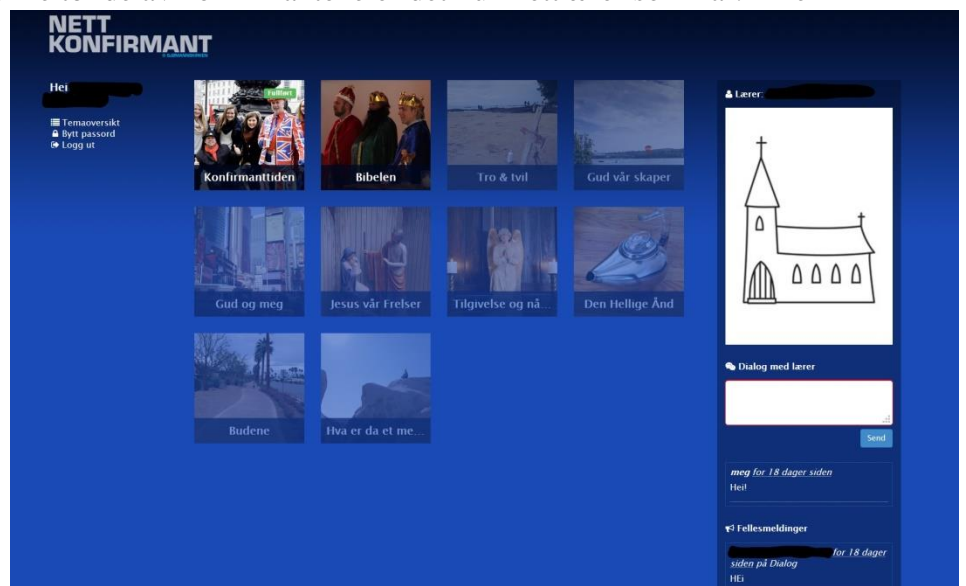 NETT
KONFIRMANT
Hei
Temaoversikt
Bytt passord
Logg ut
Fullført
Konfirmanttiden
Bibelen
Tro & tvil
Gud vår skaper
Gud og meg
Jesus vår Frelser
Tilgivelse og nå...
Den Hellige Ånd
Budene
Hva er da et me...
Lærer:
Dialog med lærer
Send
meg for 18 dager siden
Hei!
Fellesmeldinger
for 18 dager
siden på Dialog
HEi